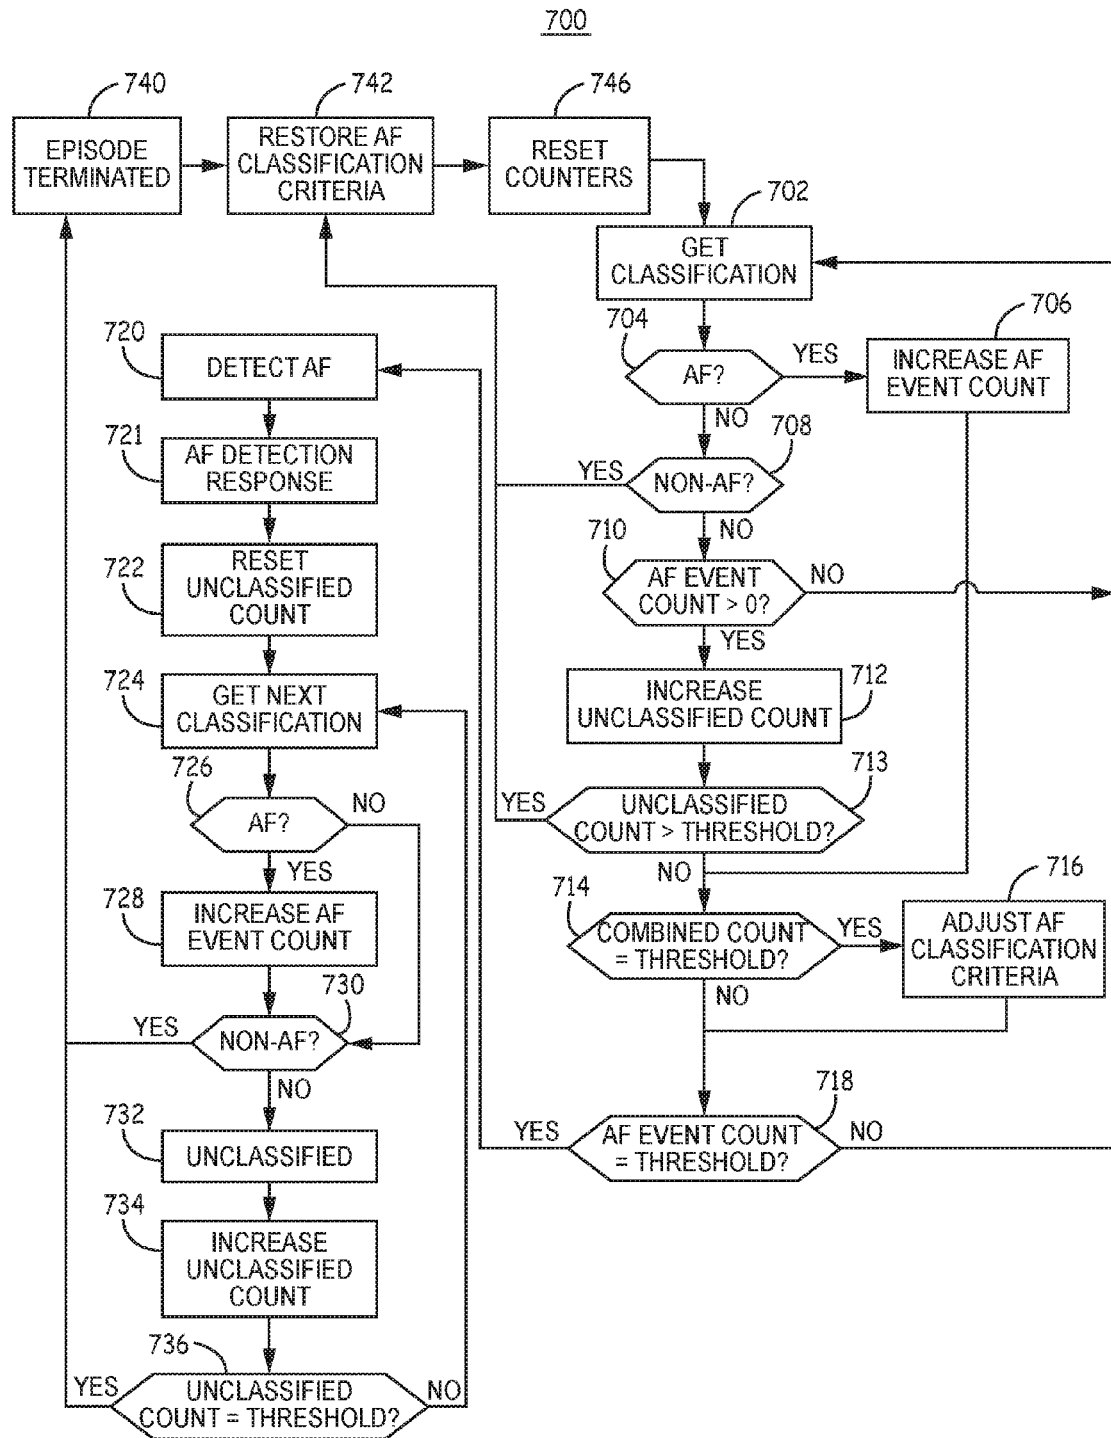 700
740
742
746
EPISODE
TERMINATED
RESTORE AF
CLASSIFICATION
CRITERIA
RESET
COUNTERS
702
GET
CLASSIFICATION
704
AF?
YES
NO
706
INCREASE AF
EVENT COUNT
708
NON-AF?
YES
NO
710
AF EVENT
COUNT > 0?
NO
YES
712
INCREASE
UNCLASSIFIED COUNT
713
UNCLASSIFIED
COUNT > THRESHOLD?
YES
NO
714
COMBINED COUNT
= THRESHOLD?
YES
NO
716
ADJUST AF
CLASSIFICATION
CRITERIA
718
AF EVENT COUNT
= THRESHOLD?
YES
NO
720
DETECT AF
721
AF DETECTION
RESPONSE
722
RESET
UNCLASSIFIED
COUNT
724
GET NEXT
CLASSIFICATION
726
AF?
NO
YES
728
INCREASE AF
EVENT COUNT
730
NON-AF?
YES
NO
732
UNCLASSIFIED
734
INCREASE
UNCLASSIFIED
COUNT
736
UNCLASSIFIED
COUNT = THRESHOLD?
YES
NO